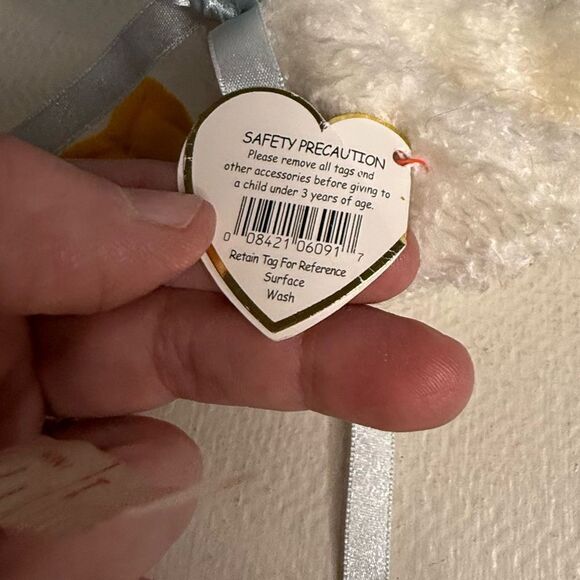 SAFETY PRECAUTION
Please remove all tags and
other accessories before giving to
a child under 3 years of age.
0 08421 06091 7
Retain Tag For Reference
Surface
Wash